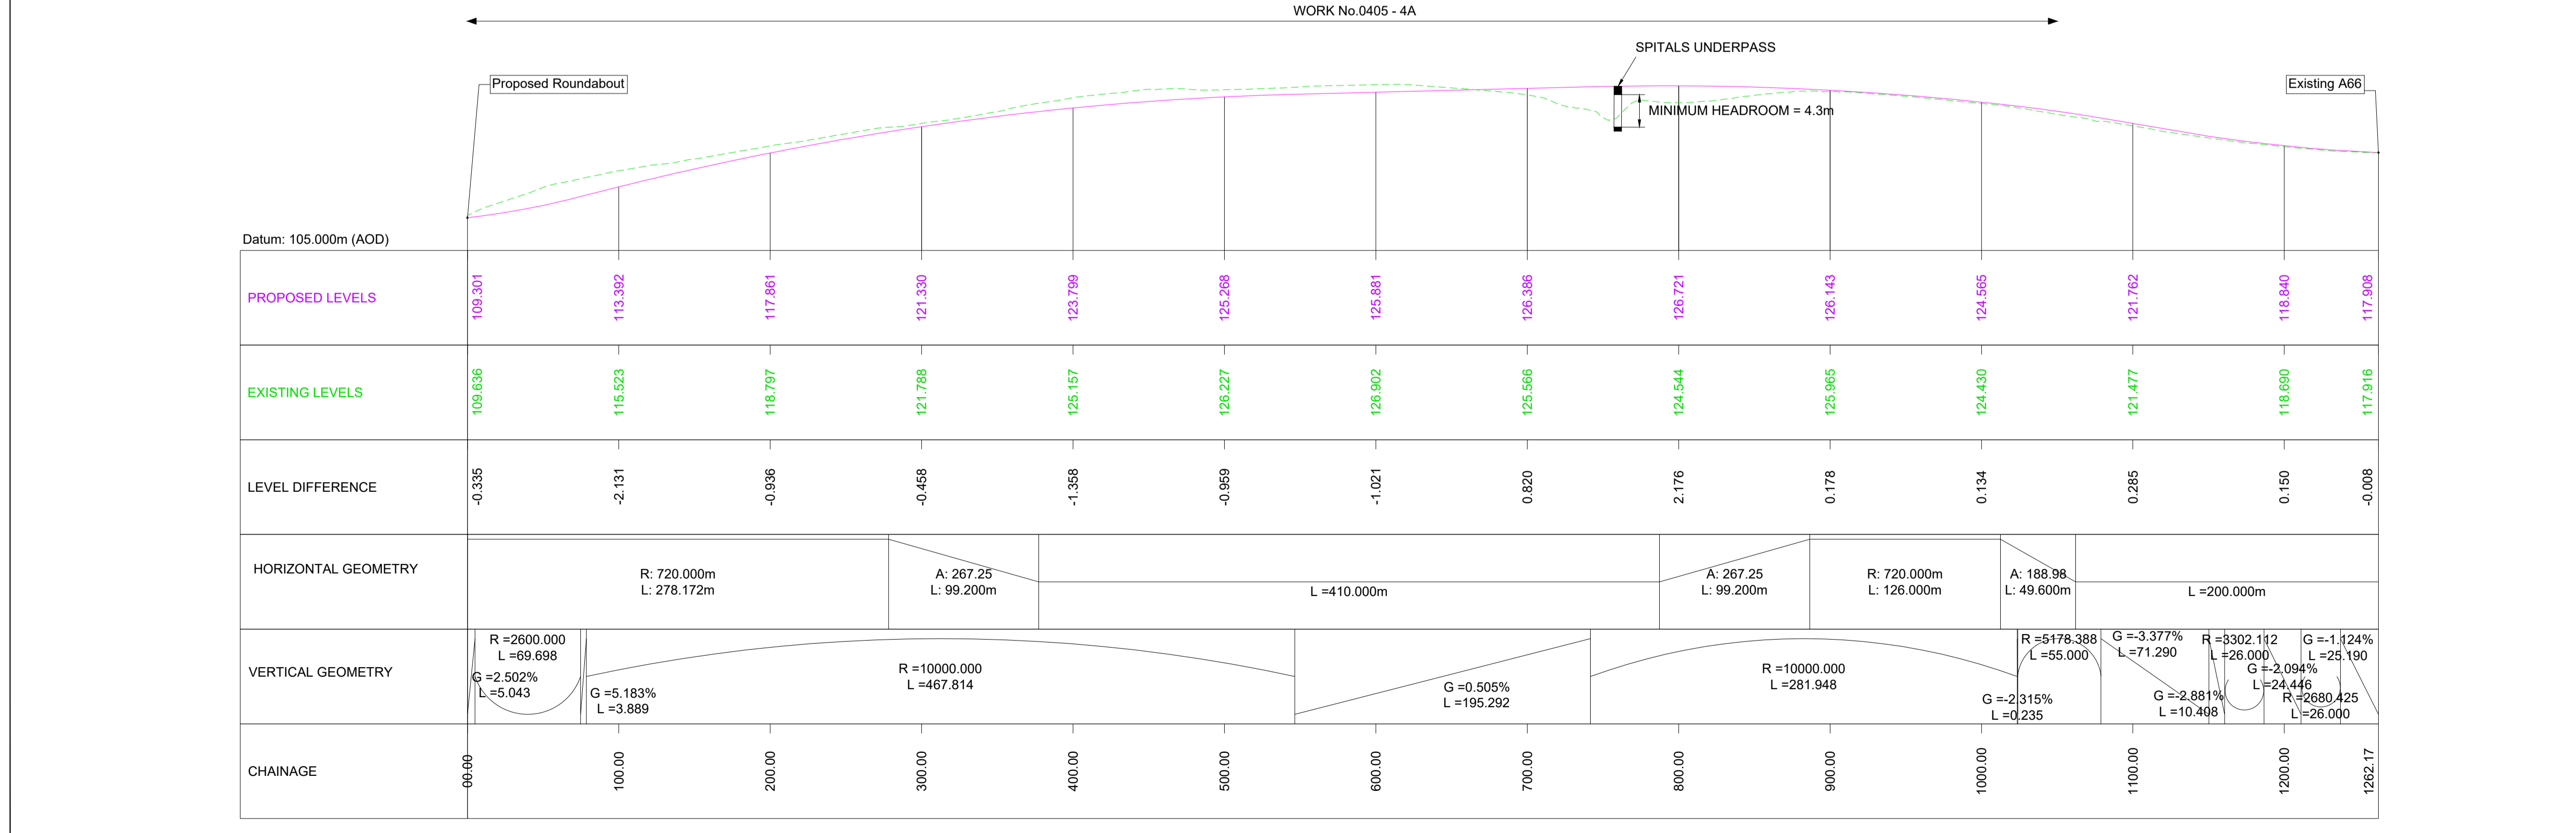 WORK No.0405 - 4A
SPITALS UNDERPASS
Proposed Roundabout
Existing A66
MINIMUM HEADROOM = 4.3m
Datum: 105.000m (AOD)
PROPOSED LEVELS
109.301
113.392
117.861
121.330
123.799
125.268
125.881
126.386
126.721
126.143
124.565
121.762
118.840
117.908
EXISTING LEVELS
109.636
115.523
118.797
121.788
125.157
126.227
126.902
125.566
124.544
125.965
124.430
121.477
118.690
117.916
LEVEL DIFFERENCE
-0.335
-2.131
-0.936
-0.458
-1.358
-0.959
-1.021
0.820
2.176
0.178
0.134
0.285
0.150
-0.008
HORIZONTAL GEOMETRY
R: 720.000m
L: 278.172m
A: 267.25
L: 99.200m
L =410.000m
A: 267.25
L: 99.200m
R: 720.000m
L: 126.000m
A: 188.98
L: 49.600m
L =200.000m
VERTICAL GEOMETRY
G =2.502%
L =5.043
R =2600.000
L =69.698
G =5.183%
L =3.889
R =10000.000
L =467.814
G =0.505%
L =195.292
R =10000.000
L =281.948
G =-2.315%
L =0.235
R =5178.388
L =55.000
G =-3.377%
L =71.290
G =-2.881%
L =10.408
R =3302.112
L =26.000
G =-2.094%
L =24.446
R =2680.425
L =26.000
G =-1.124%
L =25.190
CHAINAGE
00.00
100.00
200.00
300.00
400.00
500.00
600.00
700.00
800.00
900.00
1000.00
1100.00
1200.00
1262.17